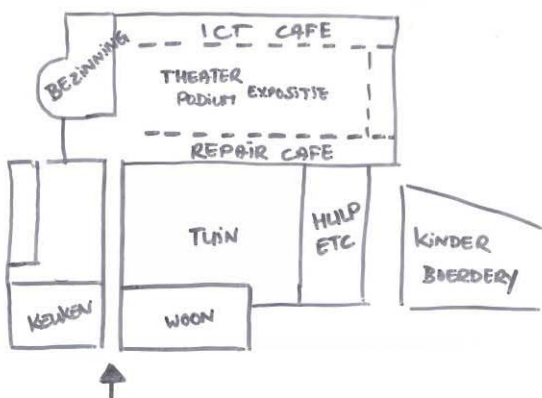 ICT CAFE
BEZINNING
THEATER
PODIUM EXPOSITIE
REPAIR CAFE
TUIN
HULP
ETC
KINDER
BOERDERY
KEUKEN
WOON